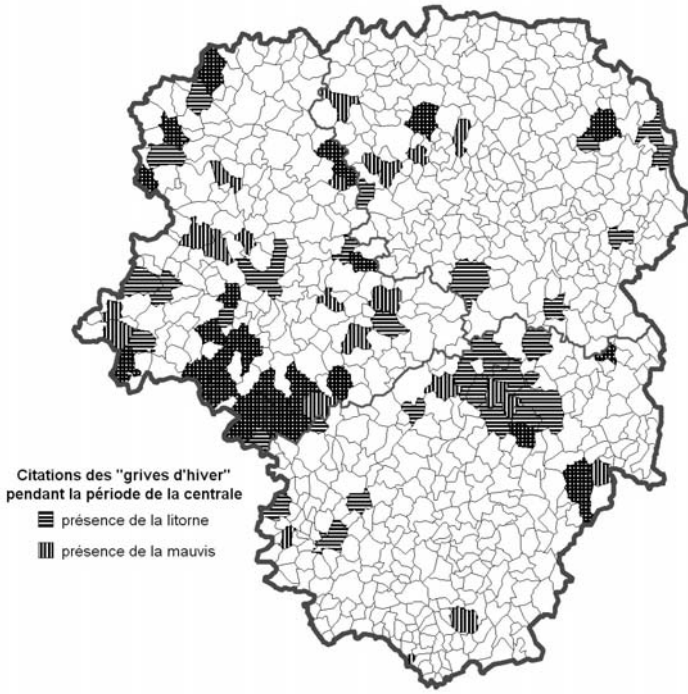 Citations des "grives d'hiver"
pendant la période de la centrale
présence de la litorne
présence de la mauvis